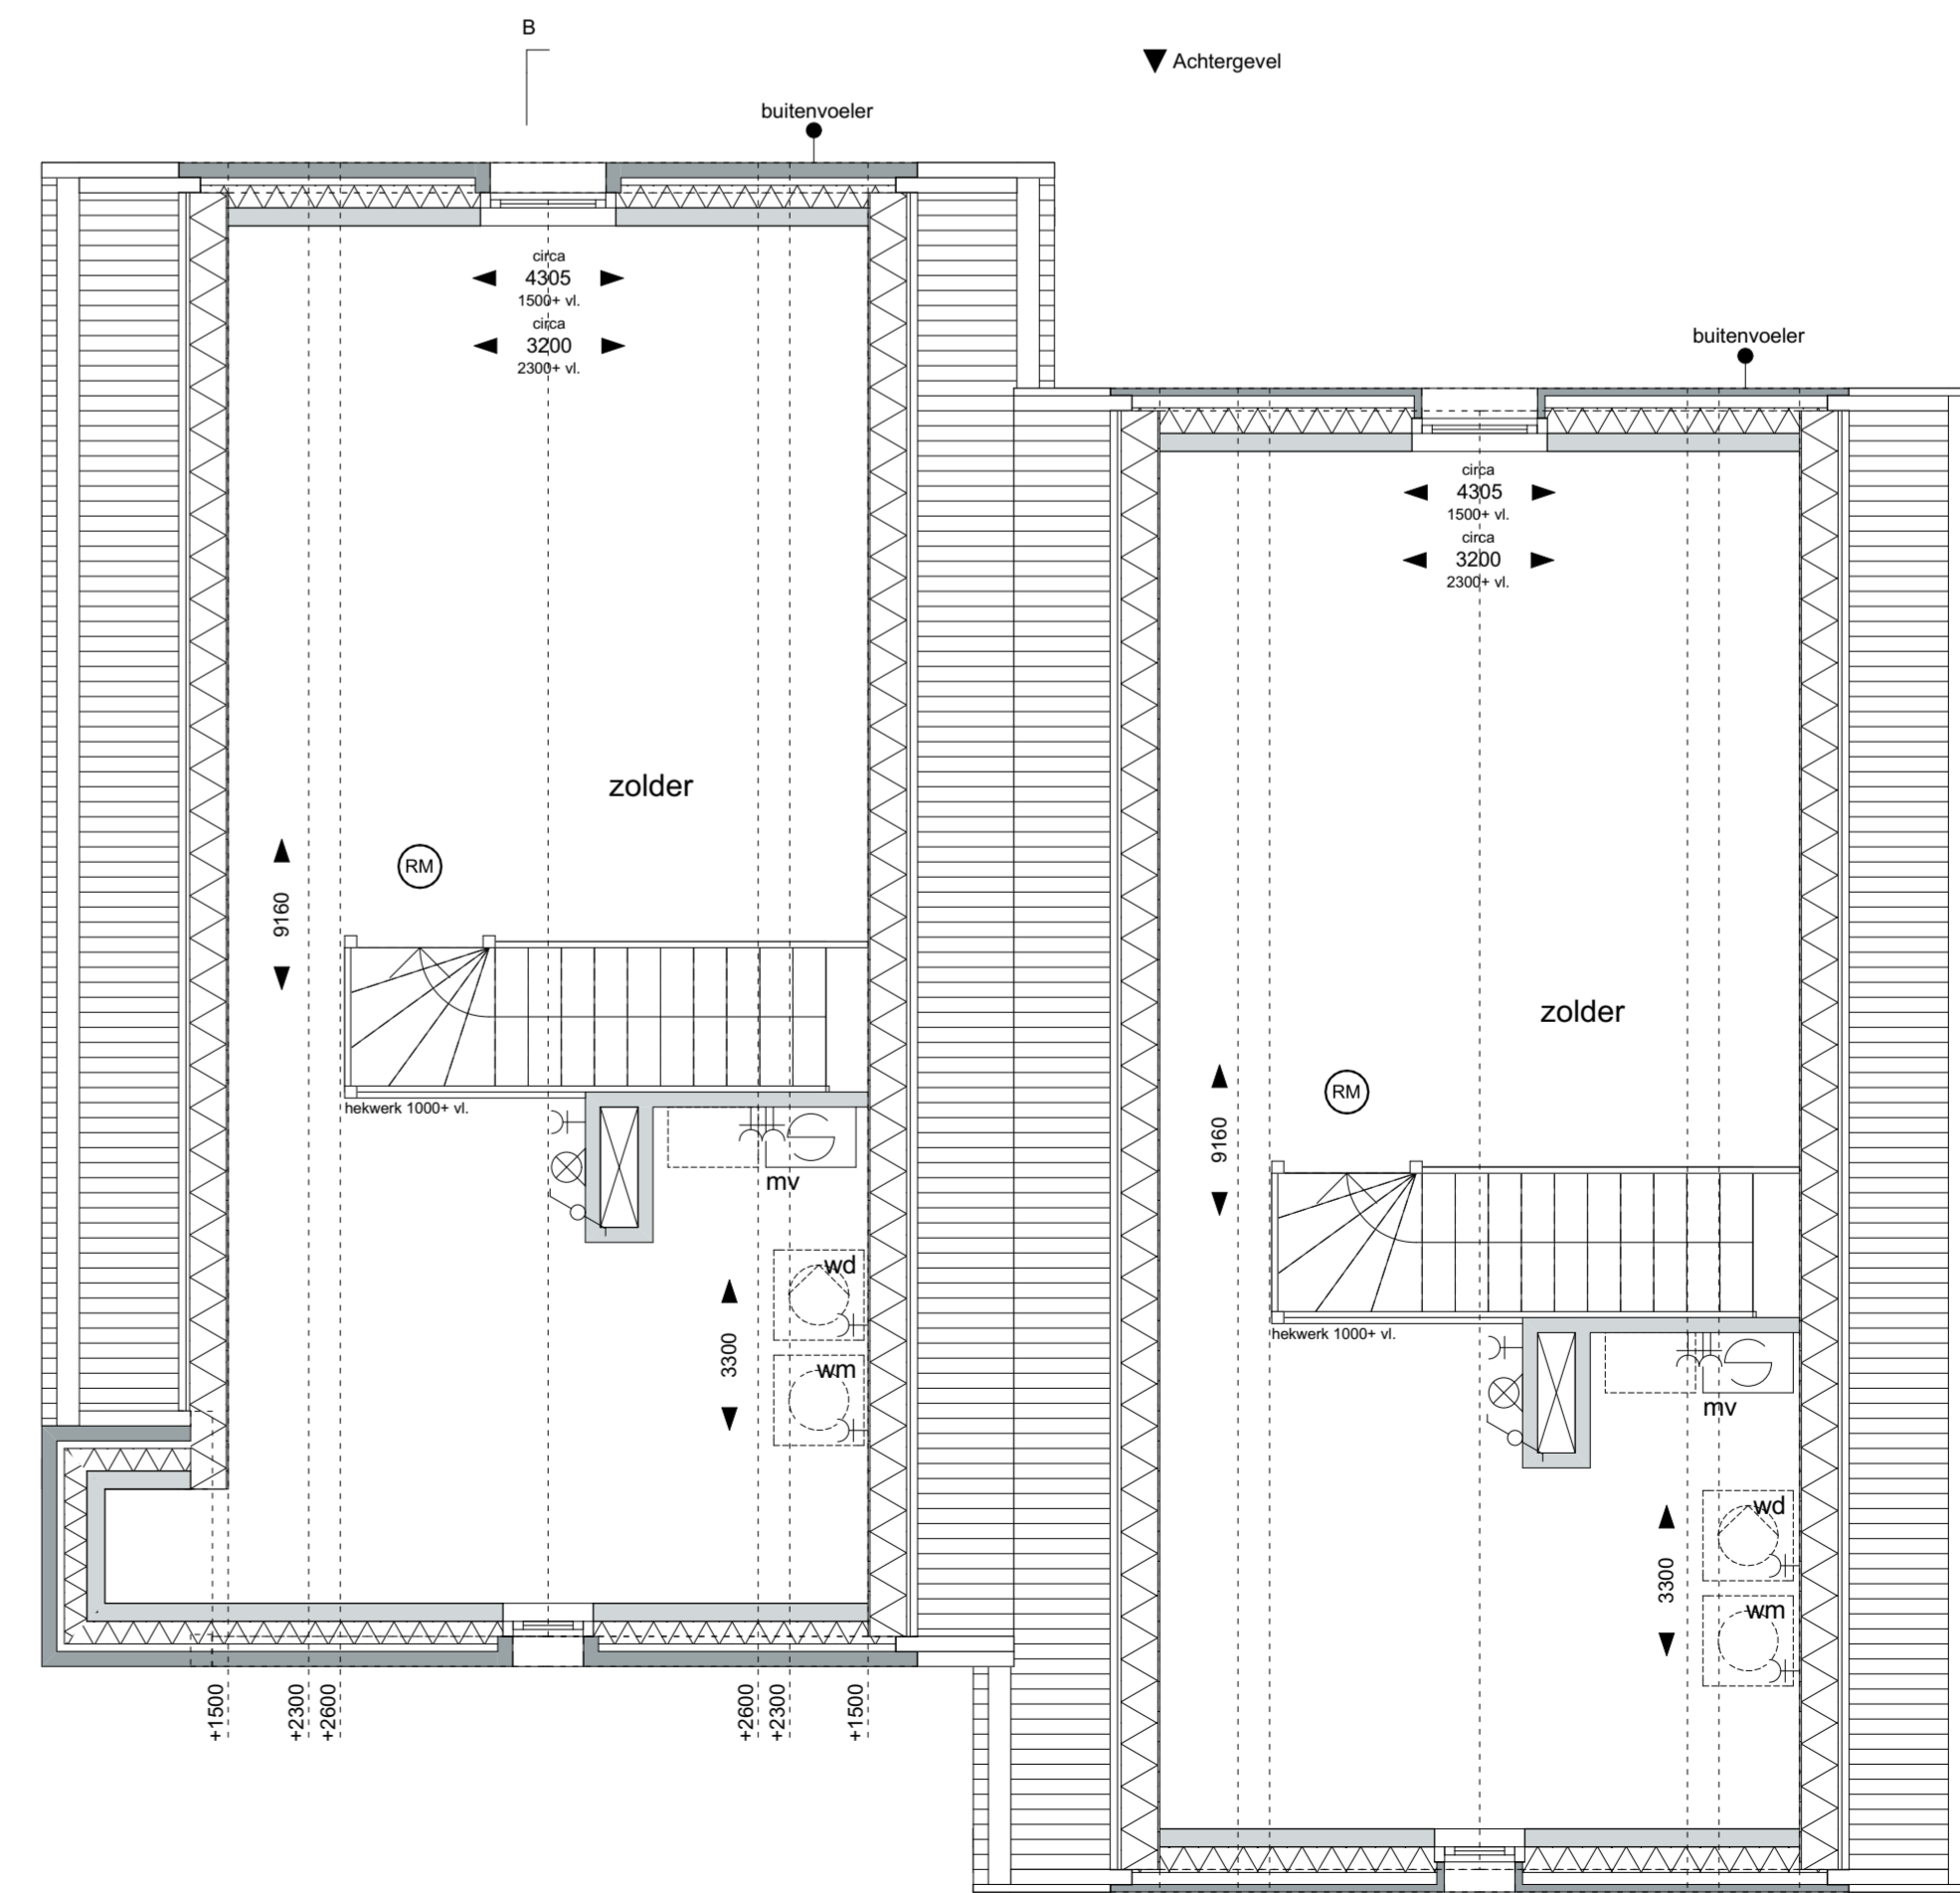 B
Achtergevel
buitenvoeler
circa
4305
1500+ vl.
circa
3200
2300+ vl.
zolder
RM
9160
hekwerk 1000+ vl.
mv
wd
3300
wm
+1500
+2300
+2600
+2600
+2300
+1500
buitenvoeler
circa
4305
1500+ vl.
circa
3200
2300+ vl.
zolder
RM
9160
hekwerk 1000+ vl.
mv
wd
3300
wm